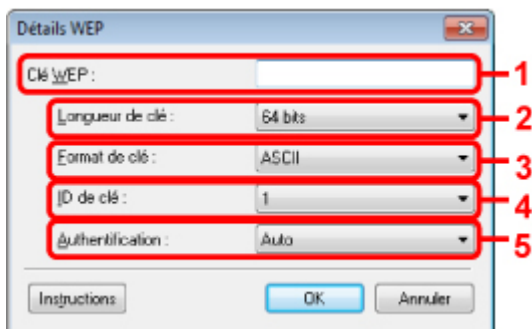 Détails WEP
Clé WEP : 1
Longueur de clé : 64 bits 2
Format de clé : ASCII 3
ID de clé : 1 4
Authentification : Auto 5
Instructions OK Annuler